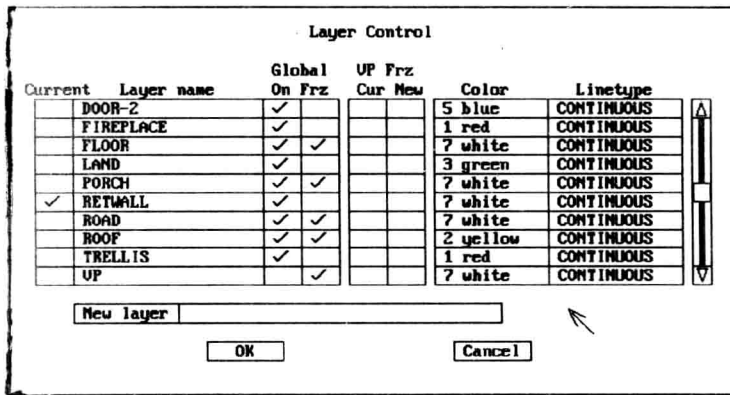 Layer Control
Global VP Frz
Current Layer name On Frz Cur New Color Linetype
DOOR-2 ✓ 5 blue CONTINUOUS
FIREPLACE ✓ 1 red CONTINUOUS
FLOOR ✓ ✓ 7 white CONTINUOUS
LAND ✓ 3 green CONTINUOUS
PORCH ✓ ✓ 7 white CONTINUOUS
✓ RETWALL ✓ 7 white CONTINUOUS
ROAD ✓ ✓ 7 white CONTINUOUS
ROOF ✓ ✓ 2 yellow CONTINUOUS
TRELLIS ✓ 1 red CONTINUOUS
VP ✓ 7 white CONTINUOUS
New layer
OK Cancel